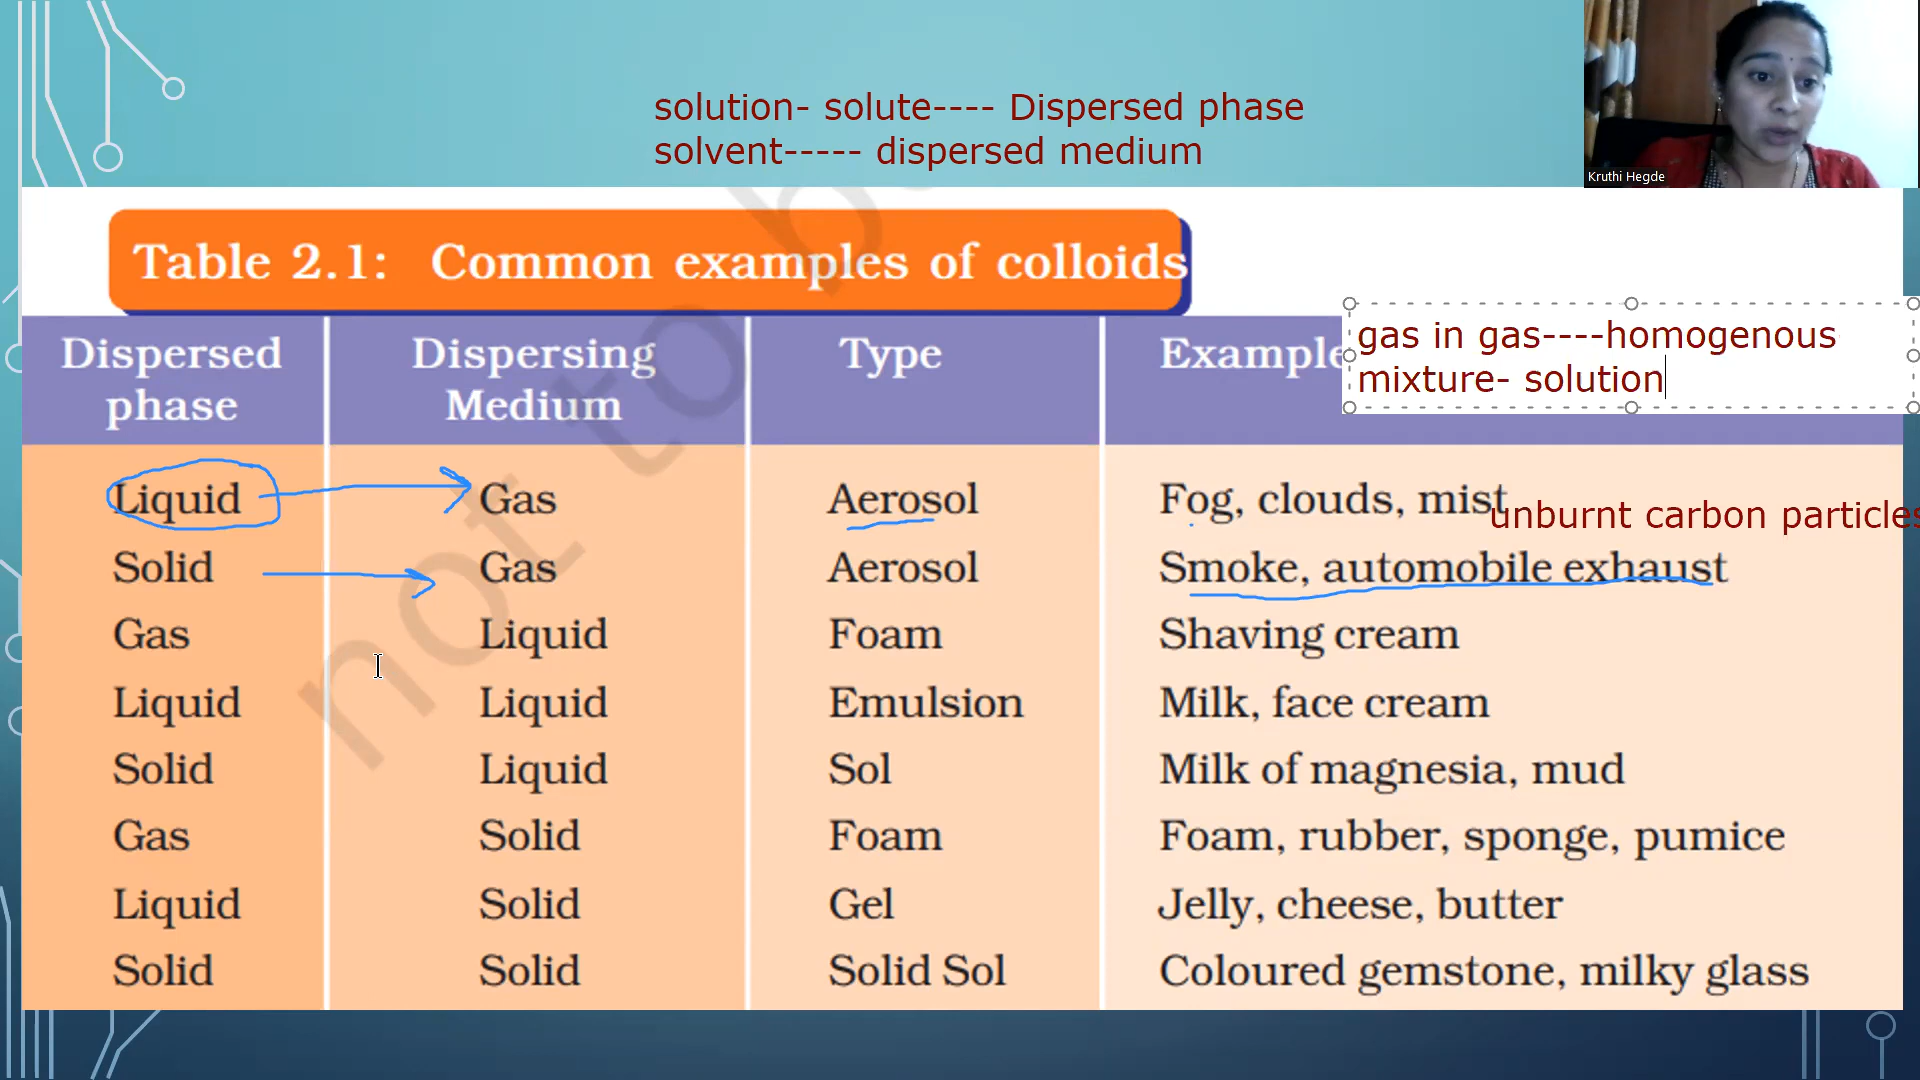 solution- solute---- Dispersed phase
solvent----- dispersed medium
Kruthi Hegde
Table 2.1: Common examples of colloids
gas in gas----homogenous
mixture- solution
Dispersed phase Dispersing Medium Type Example
Liquid Gas Aerosol Fog, clouds, mist
unburnt carbon particles
Solid Gas Aerosol Smoke, automobile exhaust
Gas Liquid Foam Shaving cream
Liquid Liquid Emulsion Milk, face cream
Solid Liquid Sol Milk of magnesia, mud
Gas Solid Foam Foam, rubber, sponge, pumice
Liquid Solid Gel Jelly, cheese, butter
Solid Solid Solid Sol Coloured gemstone, milky glass
not to b